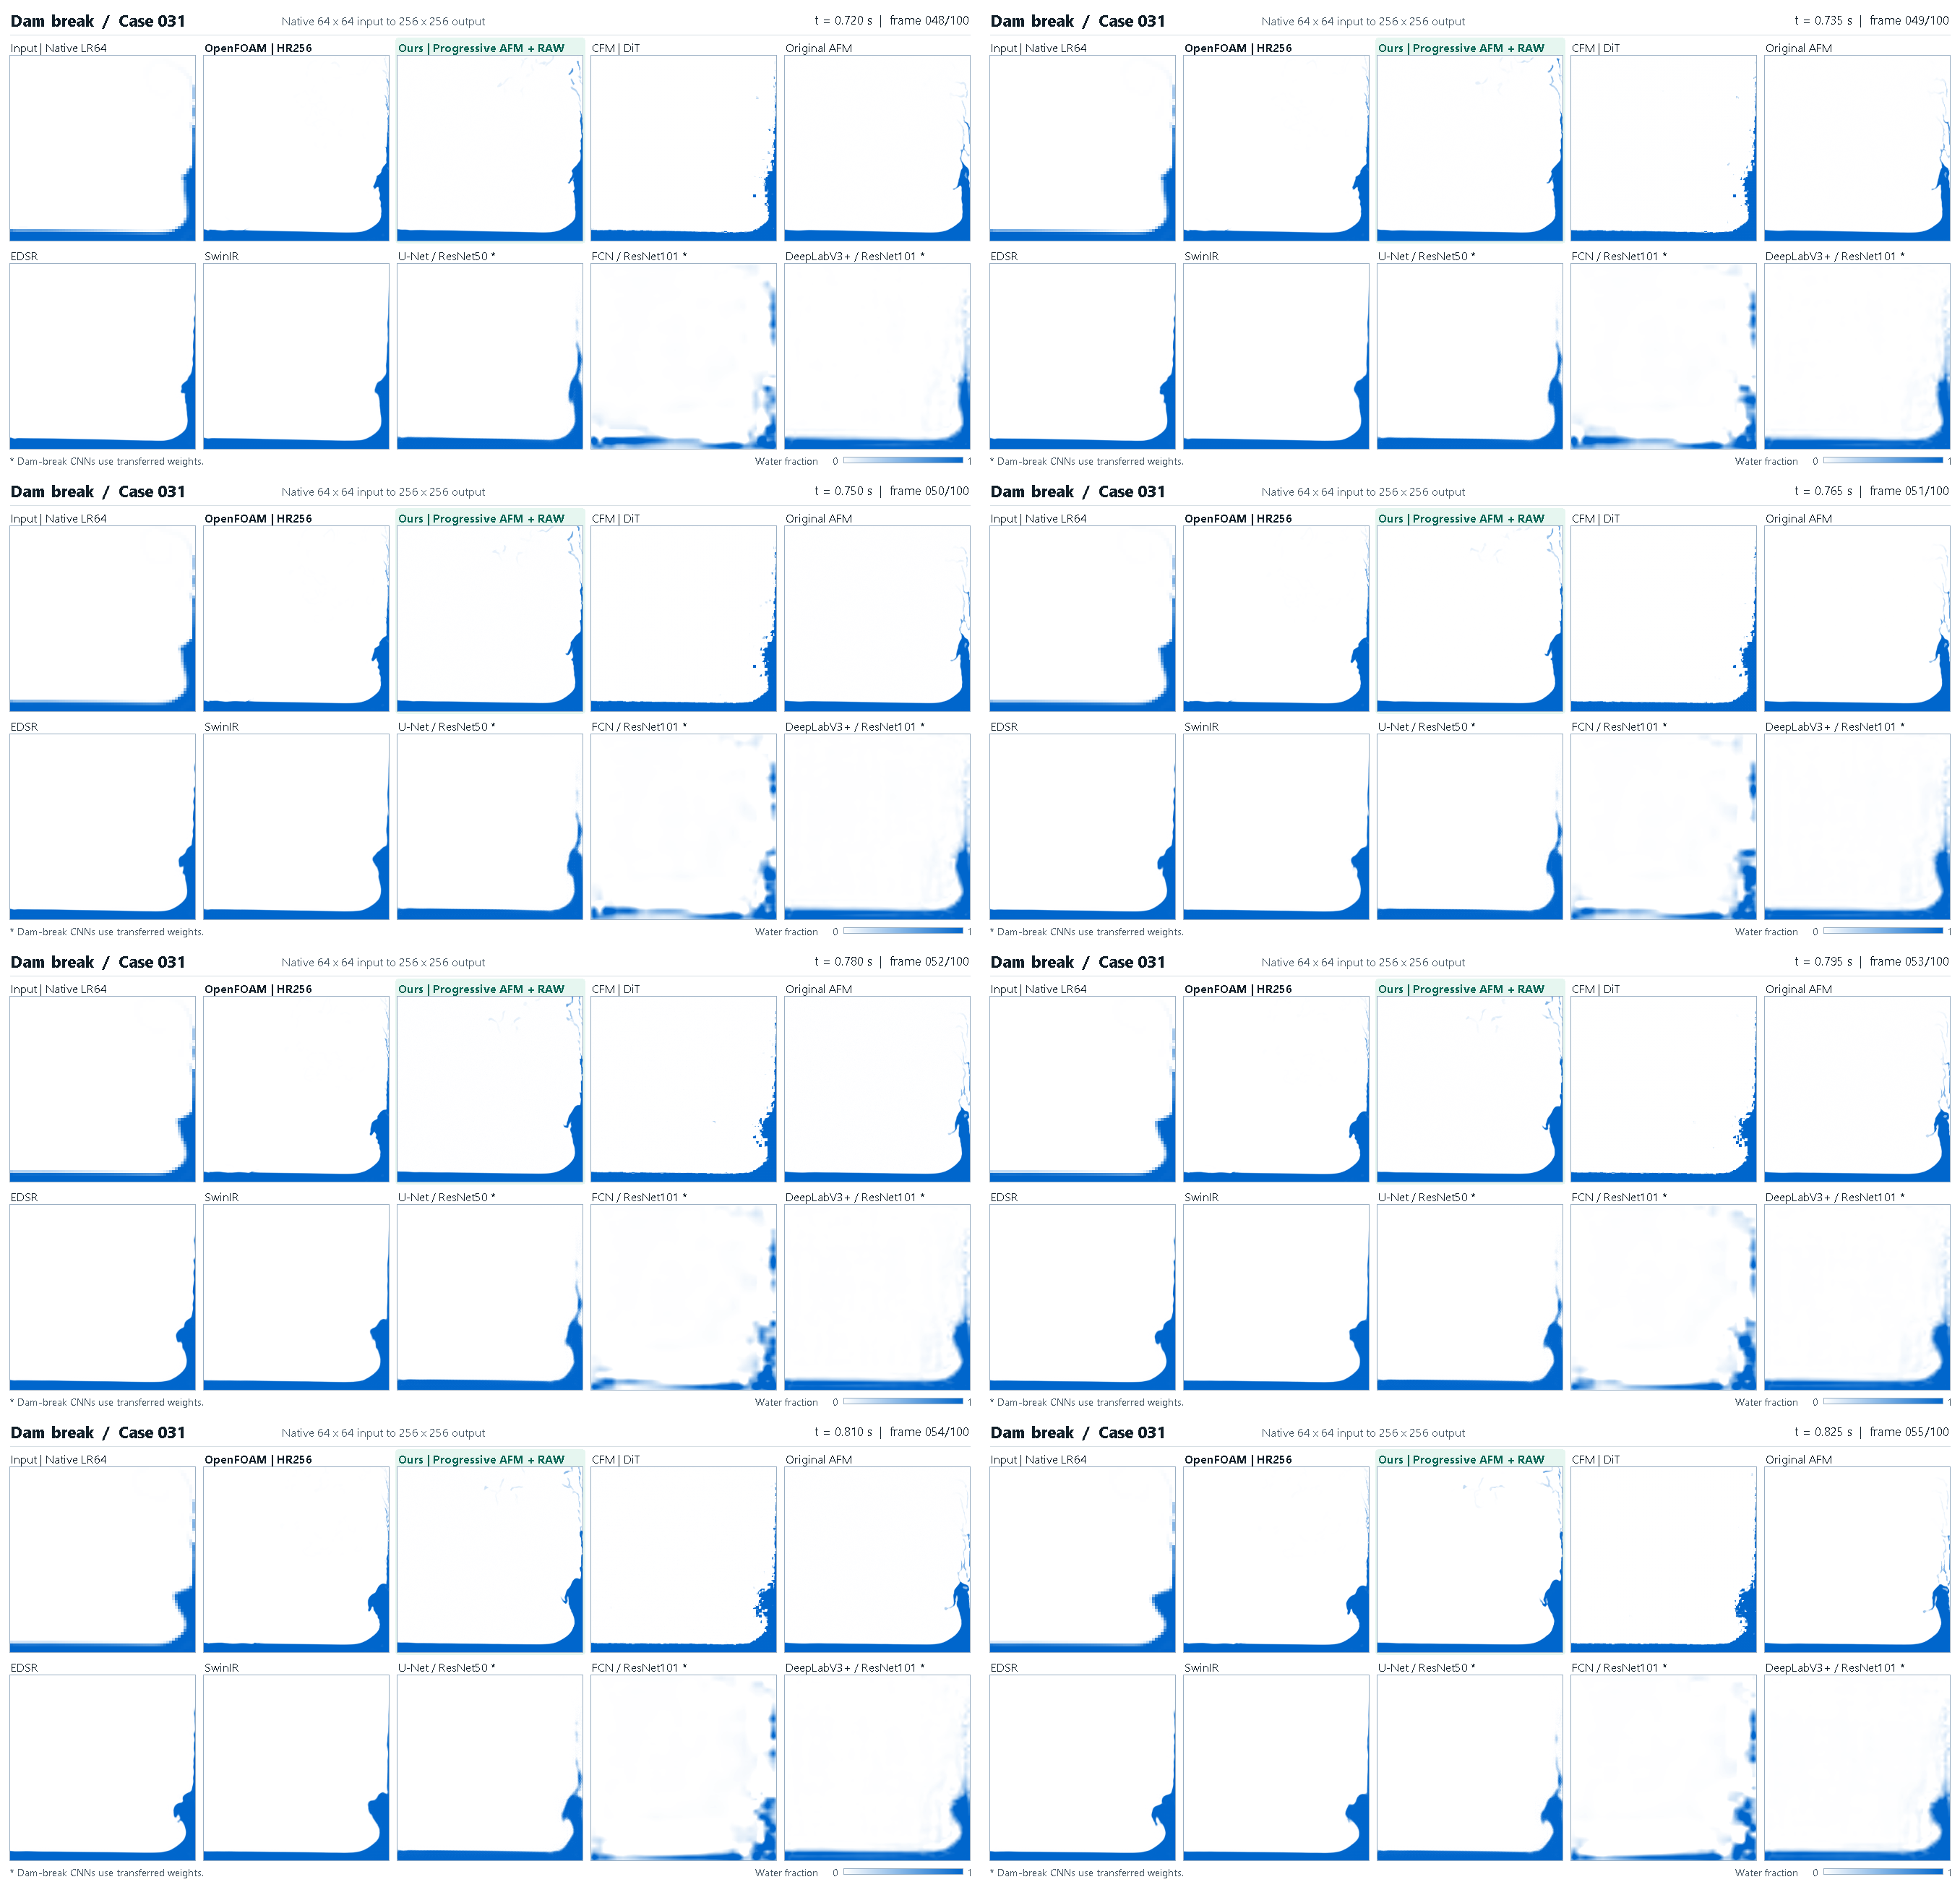 Dam break / Case 031 Native 64 x 64 input to 256 x 256 output t = 0.720 s | frame 048/100
Input | Native LR64 OpenFOAM | HR256 Ours | Progressive AFM + RAW CFM | DiT Original AFM
EDSR SwinIR U-Net / ResNet50 * FCN / ResNet101 * DeepLabV3+ / ResNet101 *
* Dam-break CNNs use transferred weights. Water fraction 0 1
Dam break / Case 031 Native 64 x 64 input to 256 x 256 output t = 0.735 s | frame 049/100
Input | Native LR64 OpenFOAM | HR256 Ours | Progressive AFM + RAW CFM | DiT Original AFM
EDSR SwinIR U-Net / ResNet50 * FCN / ResNet101 * DeepLabV3+ / ResNet101 *
* Dam-break CNNs use transferred weights. Water fraction 0 1
Dam break / Case 031 Native 64 x 64 input to 256 x 256 output t = 0.750 s | frame 050/100
Input | Native LR64 OpenFOAM | HR256 Ours | Progressive AFM + RAW CFM | DiT Original AFM
EDSR SwinIR U-Net / ResNet50 * FCN / ResNet101 * DeepLabV3+ / ResNet101 *
* Dam-break CNNs use transferred weights. Water fraction 0 1
Dam break / Case 031 Native 64 x 64 input to 256 x 256 output t = 0.765 s | frame 051/100
Input | Native LR64 OpenFOAM | HR256 Ours | Progressive AFM + RAW CFM | DiT Original AFM
EDSR SwinIR U-Net / ResNet50 * FCN / ResNet101 * DeepLabV3+ / ResNet101 *
* Dam-break CNNs use transferred weights. Water fraction 0 1
Dam break / Case 031 Native 64 x 64 input to 256 x 256 output t = 0.780 s | frame 052/100
Input | Native LR64 OpenFOAM | HR256 Ours | Progressive AFM + RAW CFM | DiT Original AFM
EDSR SwinIR U-Net / ResNet50 * FCN / ResNet101 * DeepLabV3+ / ResNet101 *
* Dam-break CNNs use transferred weights. Water fraction 0 1
Dam break / Case 031 Native 64 x 64 input to 256 x 256 output t = 0.795 s | frame 053/100
Input | Native LR64 OpenFOAM | HR256 Ours | Progressive AFM + RAW CFM | DiT Original AFM
EDSR SwinIR U-Net / ResNet50 * FCN / ResNet101 * DeepLabV3+ / ResNet101 *
* Dam-break CNNs use transferred weights. Water fraction 0 1
Dam break / Case 031 Native 64 x 64 input to 256 x 256 output t = 0.810 s | frame 054/100
Input | Native LR64 OpenFOAM | HR256 Ours | Progressive AFM + RAW CFM | DiT Original AFM
EDSR SwinIR U-Net / ResNet50 * FCN / ResNet101 * DeepLabV3+ / ResNet101 *
* Dam-break CNNs use transferred weights. Water fraction 0 1
Dam break / Case 031 Native 64 x 64 input to 256 x 256 output t = 0.825 s | frame 055/100
Input | Native LR64 OpenFOAM | HR256 Ours | Progressive AFM + RAW CFM | DiT Original AFM
EDSR SwinIR U-Net / ResNet50 * FCN / ResNet101 * DeepLabV3+ / ResNet101 *
* Dam-break CNNs use transferred weights. Water fraction 0 1